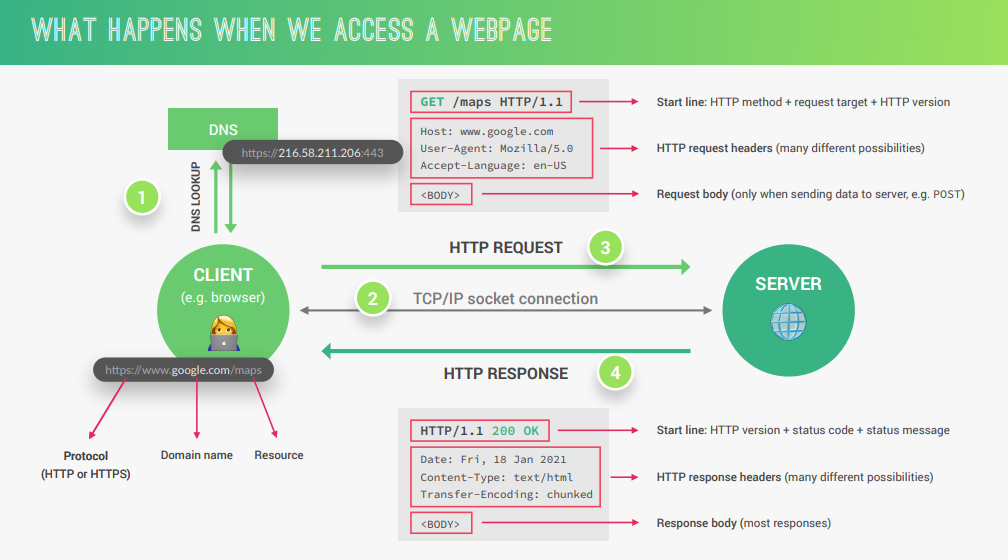 WHAT HAPPENS WHEN WE ACCESS A WEBPAGE
DNS
https://216.58.211.206:443
DNS LOOKUP
1
GET /maps HTTP/1.1
Start line: HTTP method + request target + HTTP version
Host: www.google.com
User-Agent: Mozilla/5.0
Accept-Language: en-US
HTTP request headers (many different possibilities)
<BODY>
Request body (only when sending data to server, e.g. POST)
CLIENT
(e.g. browser)
https://www.google.com/maps
Protocol
(HTTP or HTTPS)
Domain name
Resource
HTTP REQUEST
3
2
TCP/IP socket connection
HTTP RESPONSE
4
SERVER
HTTP/1.1 200 OK
Start line: HTTP version + status code + status message
Date: Fri, 18 Jan 2021
Content-Type: text/html
Transfer-Encoding: chunked
HTTP response headers (many different possibilities)
<BODY>
Response body (most responses)